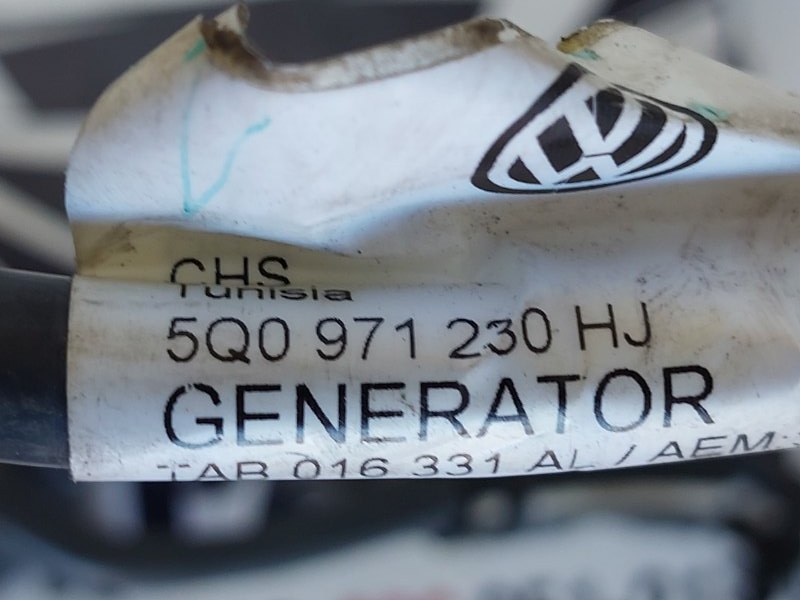 CHS
Tunisia
5Q0 971 230 HJ
GENERATOR
TAB 016 331 AL / AEM